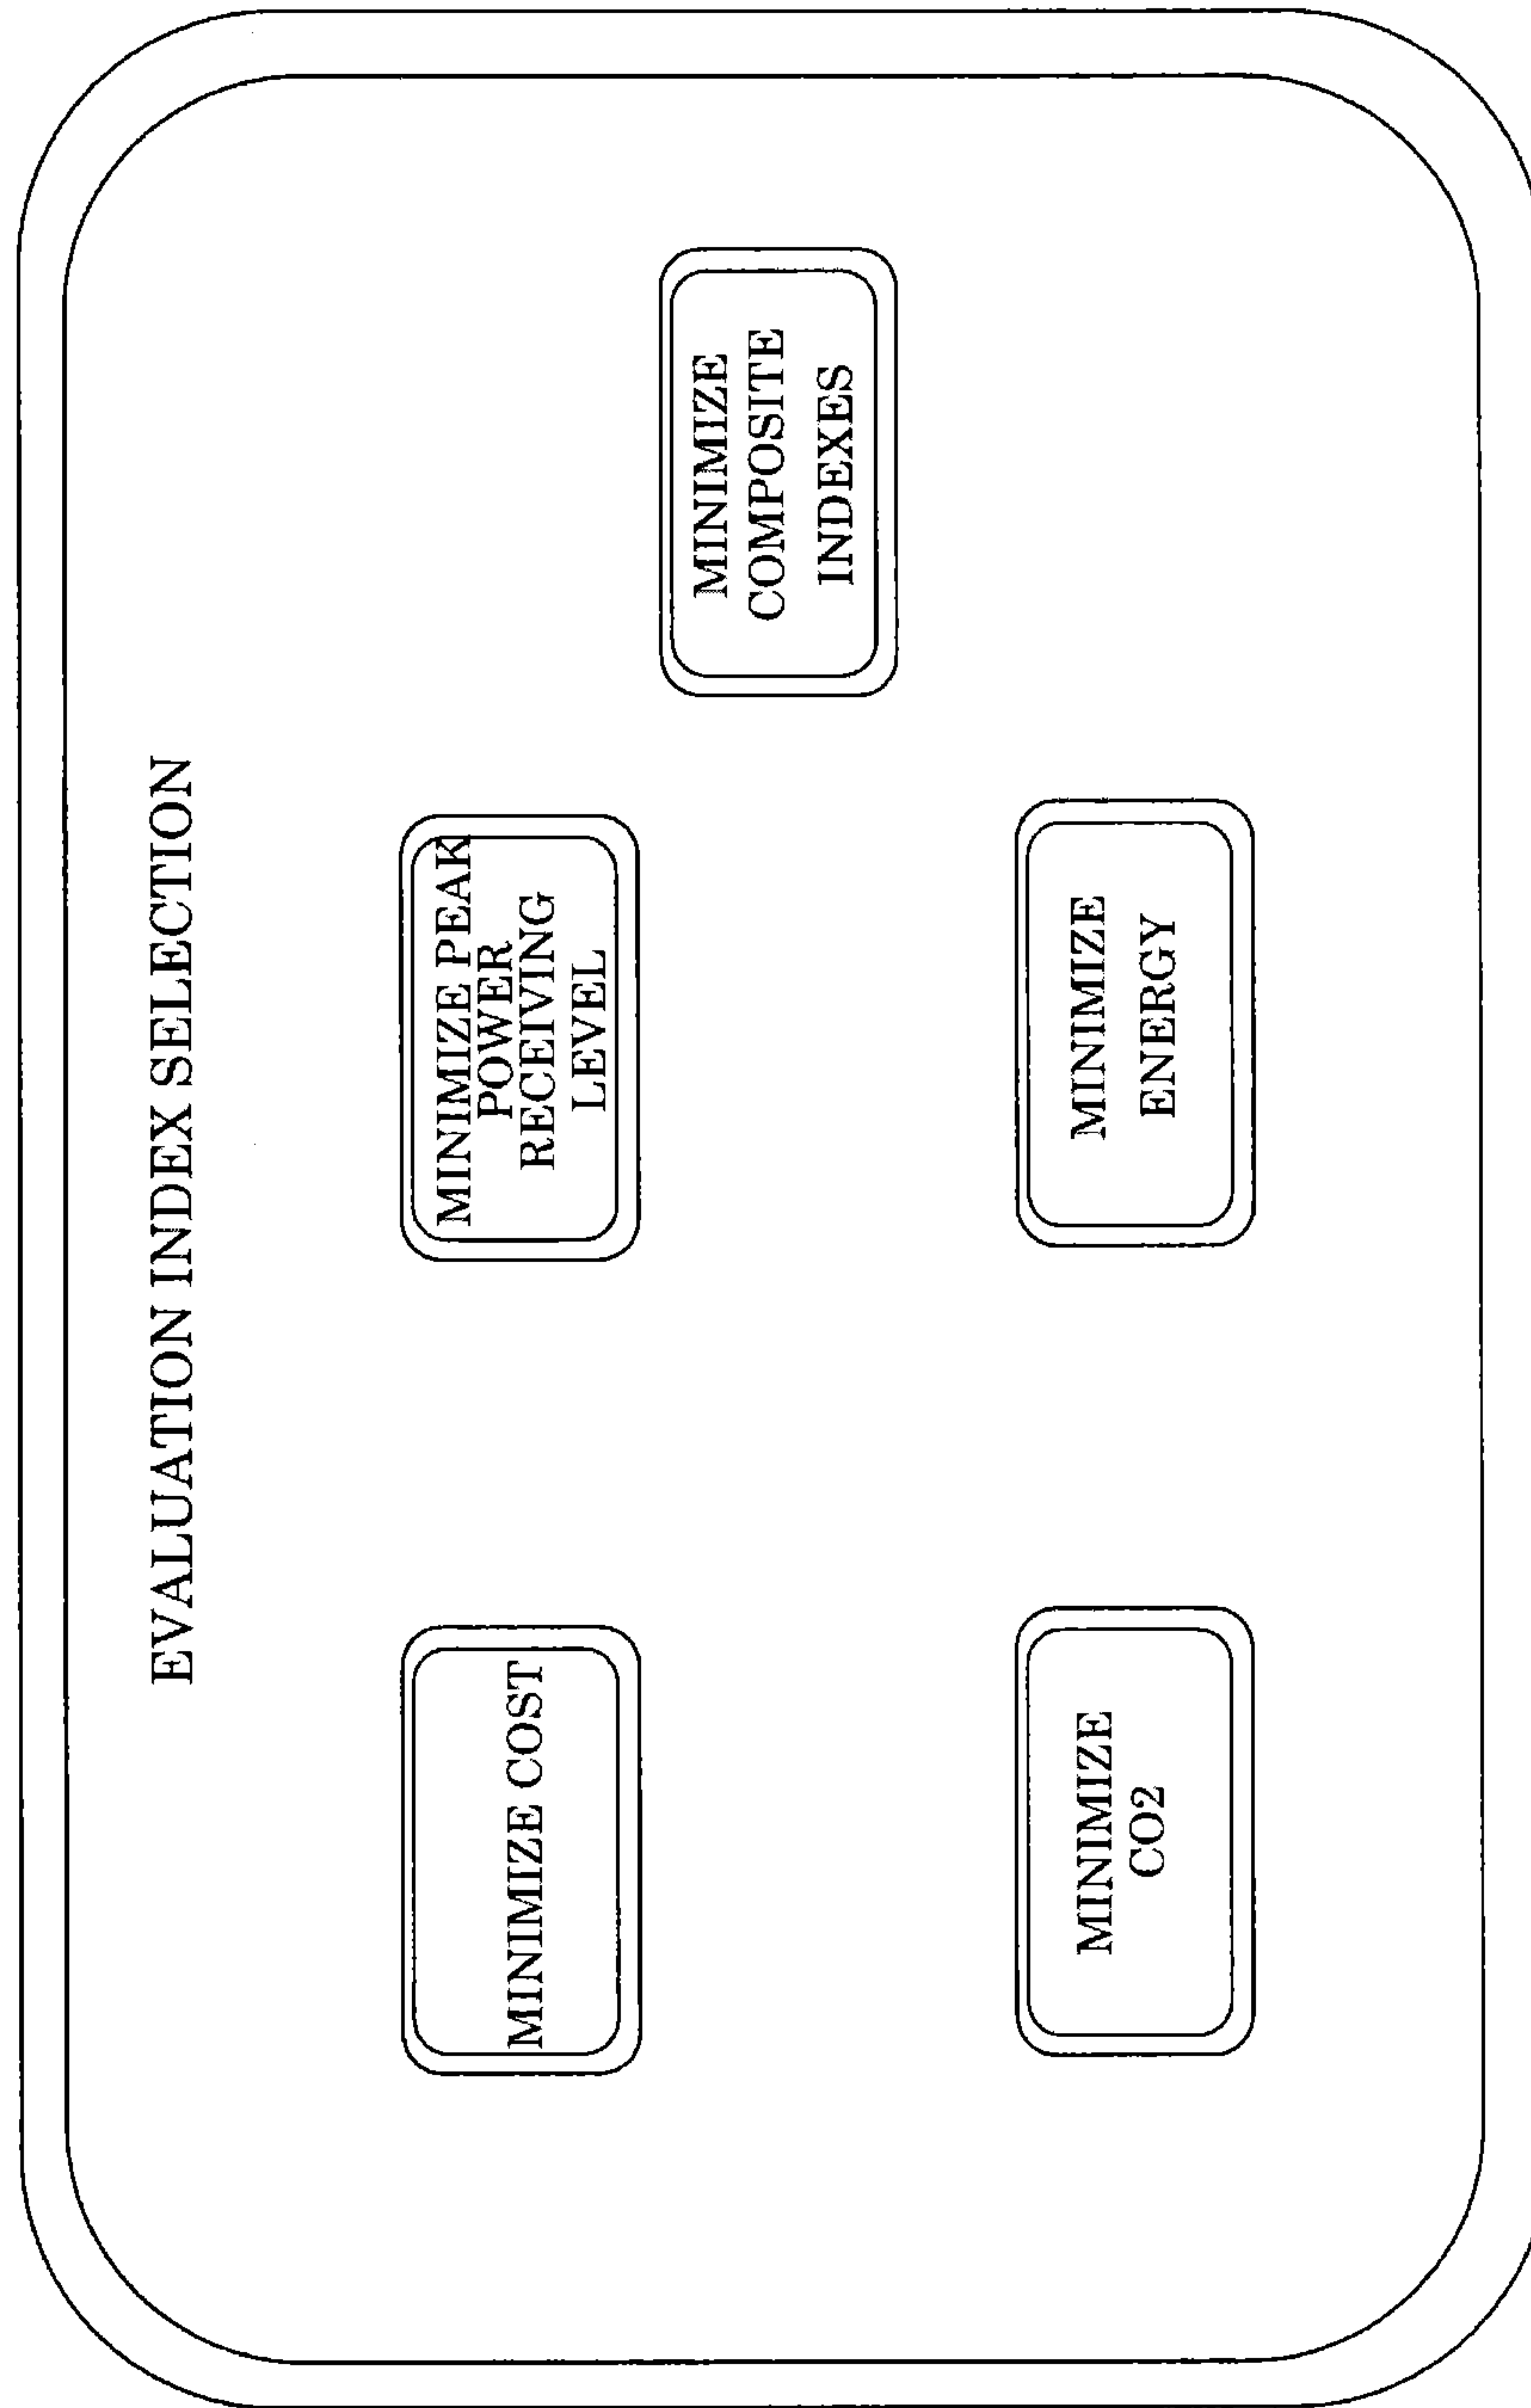 EVALUATION INDEX SELECTION
MINIMIZE COST
MINIMIZE PEAK
POWER
RECEIVING
LEVEL
MINIMIZE
COMPOSITE
INDEXES
MINIMIZE
CO2
MINIMIZE
ENERGY